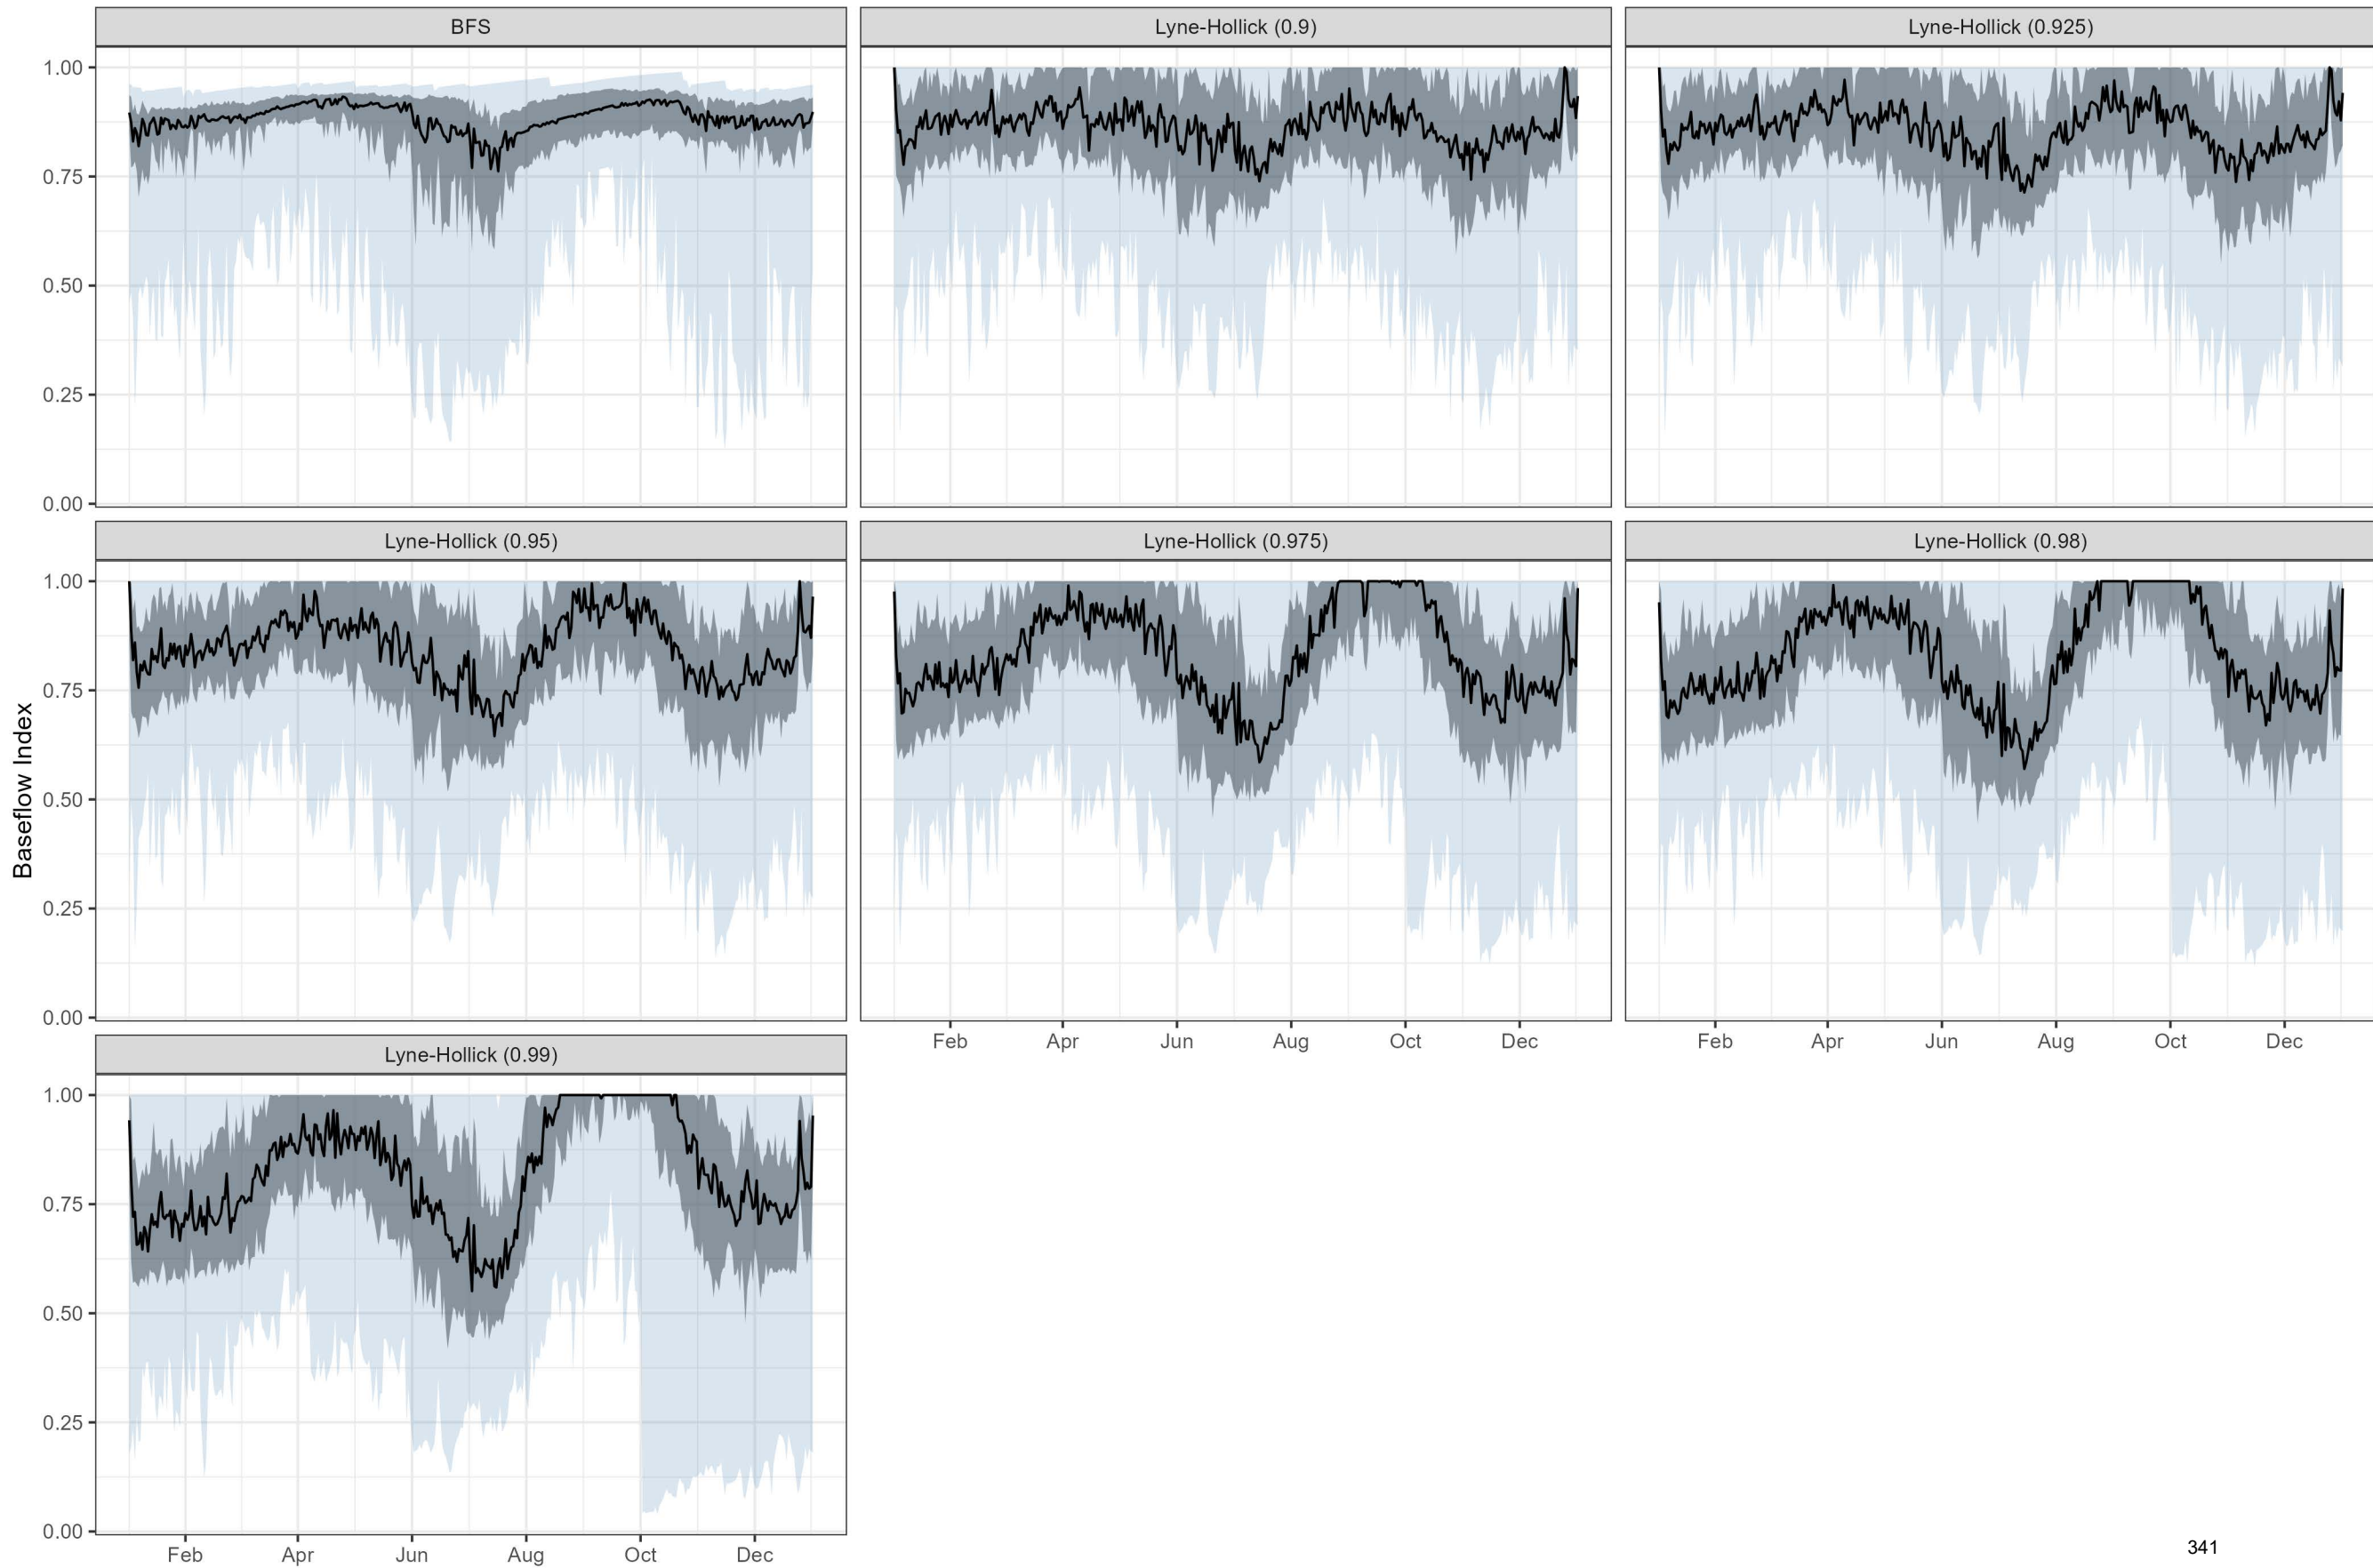 BFS
Lyne-Hollick (0.9)
Lyne-Hollick (0.925)
1.00
0.75
0.50
0.25
0.00
Lyne-Hollick (0.95)
Lyne-Hollick (0.975)
Lyne-Hollick (0.98)
1.00
0.75
0.50
0.25
0.00
Baseflow Index
Feb Apr Jun Aug Oct Dec
Feb Apr Jun Aug Oct Dec
Lyne-Hollick (0.99)
1.00
0.75
0.50
0.25
0.00
Feb Apr Jun Aug Oct Dec
341